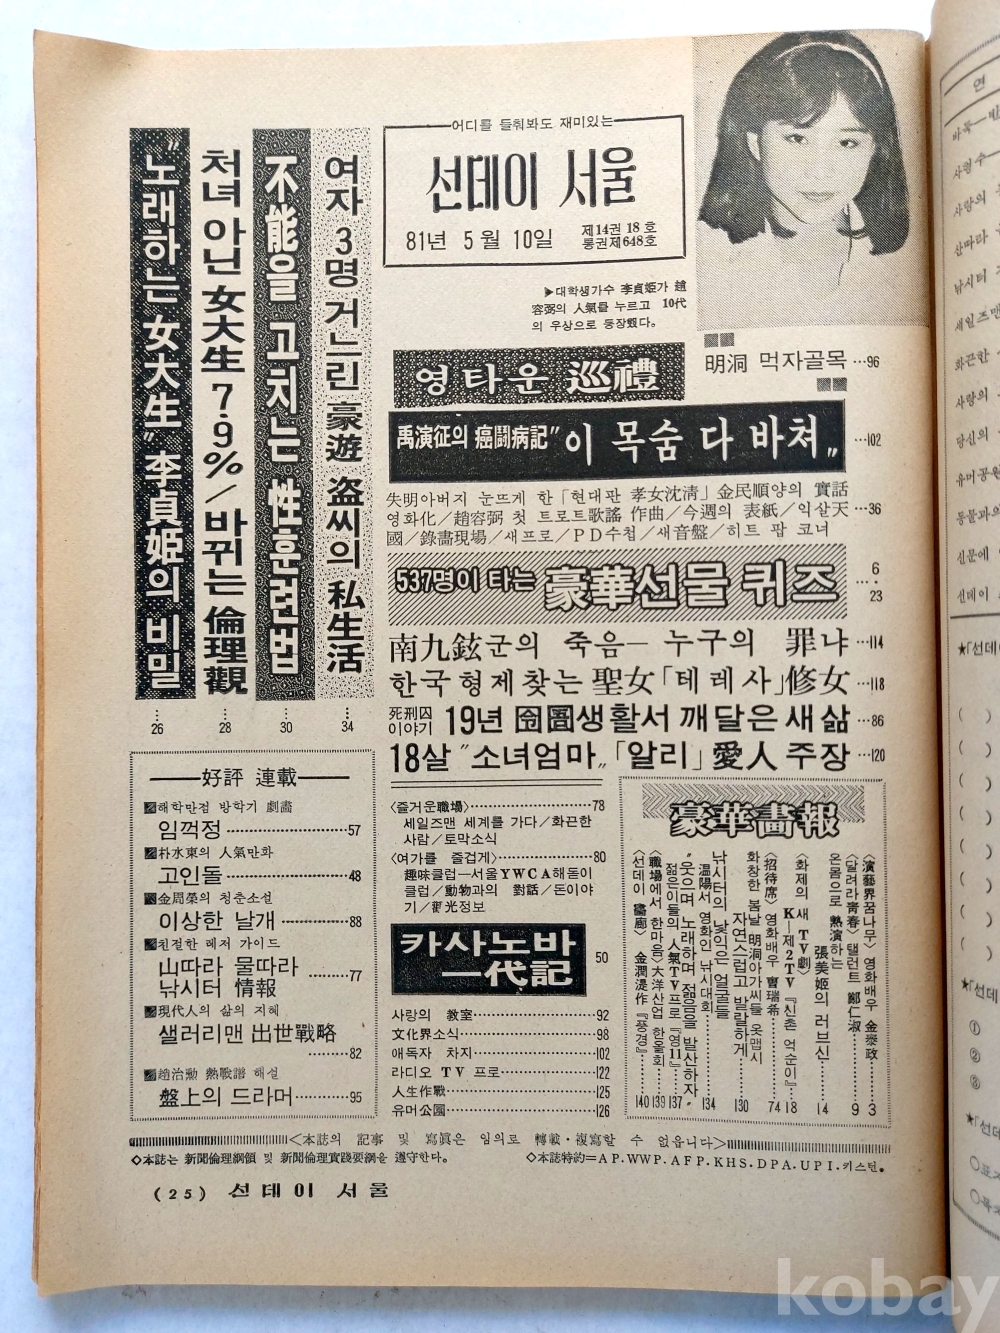 어디를 들춰봐도 재미있는
선데이 서울
81년 5월 10일
제14권 18호
통권제648호
▶대학생가수 李貞姬가 趙
容弼의 人氣를 누르고 10代
의 우상으로 등장했다.
여자 3명 거느린 豪遊 盜씨의 私生活
34
不能을 고치는 性훈련법
30
처녀 아닌 女大生 7·9%/바뀌는 倫理觀
28
"노래하는 女大生" 李貞姬의 비밀
26
영타운 巡禮
明洞 먹자골목 …96
禹演征의 癌鬪病記 "이 목숨 다 바쳐" …102
失明아버지 눈뜨게 한「현대판 孝女沈淸」金民順양의 實話
영화化/趙容弼 첫 트로트歌謠 作曲/今週의 表紙/익살天 …36
國/錄畵現場/새프로/PD수첩/새音盤/히트 팝 코너
537명이 타는 豪華선물 퀴즈 … 6·23
南九鉉군의 죽음— 누구의 罪냐 …114
한국형제찾는 聖女「테레사」修女 …118
死刑囚이야기 19년 囹圄생활서 깨달은 새삶 …86
18살 "소녀엄마"「알리」愛人 주장 …120
好評 連載
해학만점 방학기 劇畵
임꺽정 57
朴水東의 人氣만화
고인돌 48
金周榮의 청춘소설
이상한 날개 88
친절한 레저 가이드
山따라 물따라
낚시터 情報 77
現代人의 삶의 지혜
샐러리맨 出世戰略
82
趙治勳 熱戰譜 해설
盤上의 드라머 95
<즐거운職場> 78
세일즈맨 세계를 가다/화끈한
사람/토막소식
<여가를 즐겁게> 80
趣味클럽—서울YWCA해돋이
클럽/動物과의 對話/돈이야
기/觀光정보
카사노바
一代記
50
사랑의 敎室 92
文化界소식 98
애독자 차지 102
라디오 TV 프로 122
人生作戰 125
유머公園 126
豪華畵報
<演藝界꿈나무> 영화배우 金泰政 3
<달려라靑春> 탤런트 鄭仁淑 9
온몸으로 熱演하는
張美姬의 러브신 14
<화제의 새 TV劇>
K—제2TV『신촌 억순이』 18
<招待席> 영화배우 曺瑞希 74
화창한 봄날 明洞아가씨들 옷맵시
자연스럽고 발랄하게 130
낚시터의 낯익은 얼굴들
温陽서 영화인 낚시대회 134
"웃으며 노래하며 젊음을 발산하자"
젊은이들의 人氣TV프로『영11』 137
<職場에서 한마음> 大洋산업 한울회 139
<선데이 畵廊> 金潤湜作『풍경』 140
<本誌의 記事 및 寫眞은 임의로 轉載·複寫할 수 없읍니다>
◇本誌는 新聞倫理綱領 및 新聞倫理實踐要綱을 遵守한다.
◇本誌特約=AP.WWP.AFP.KHS.DPA.UPI.키스턴.
(25) 선데이 서울
연
kobay